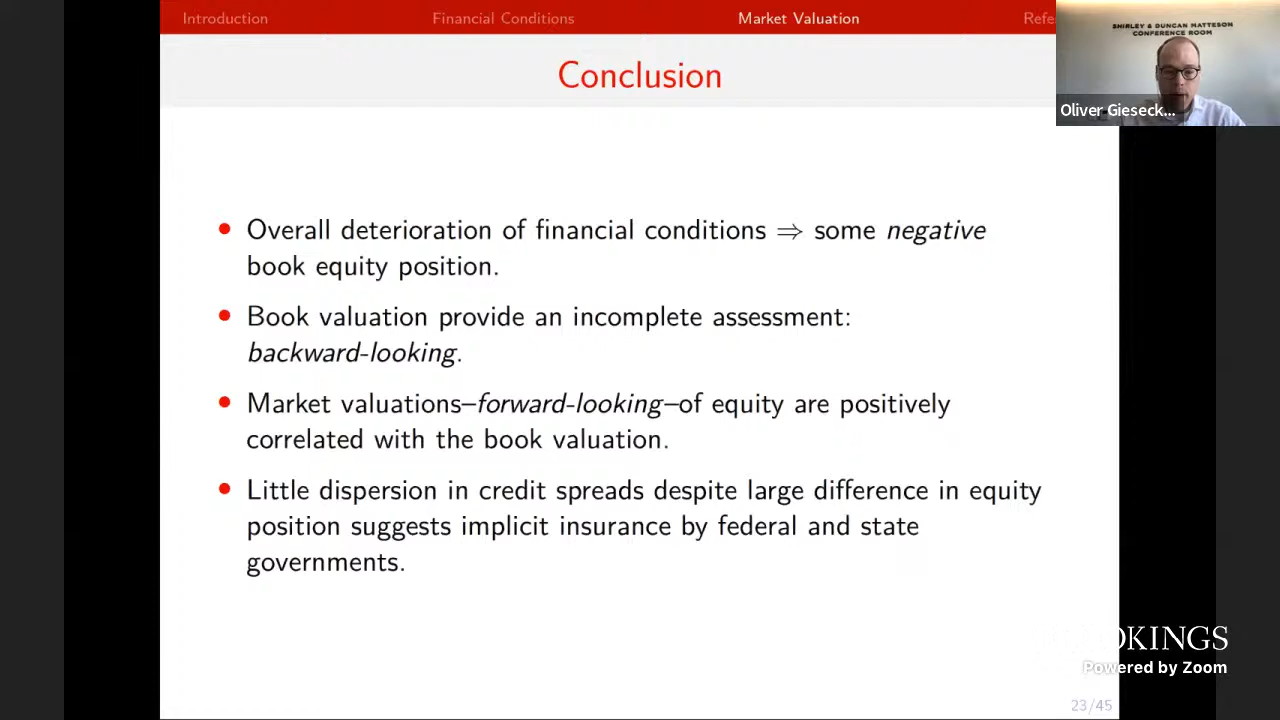 Introduction
Financial Conditions
Market Valuation
SHIRLEY & DUNCAN MATTESON
CONFERENCE ROOM
Oliver Gieseck...
Conclusion
• Overall deterioration of financial conditions ⇒ some negative
book equity position.
• Book valuation provide an incomplete assessment:
backward-looking.
• Market valuations–forward-looking–of equity are positively
correlated with the book valuation.
• Little dispersion in credit spreads despite large difference in equity
position suggests implicit insurance by federal and state
governments.
OKINGS
Powered by Zoom
23/45